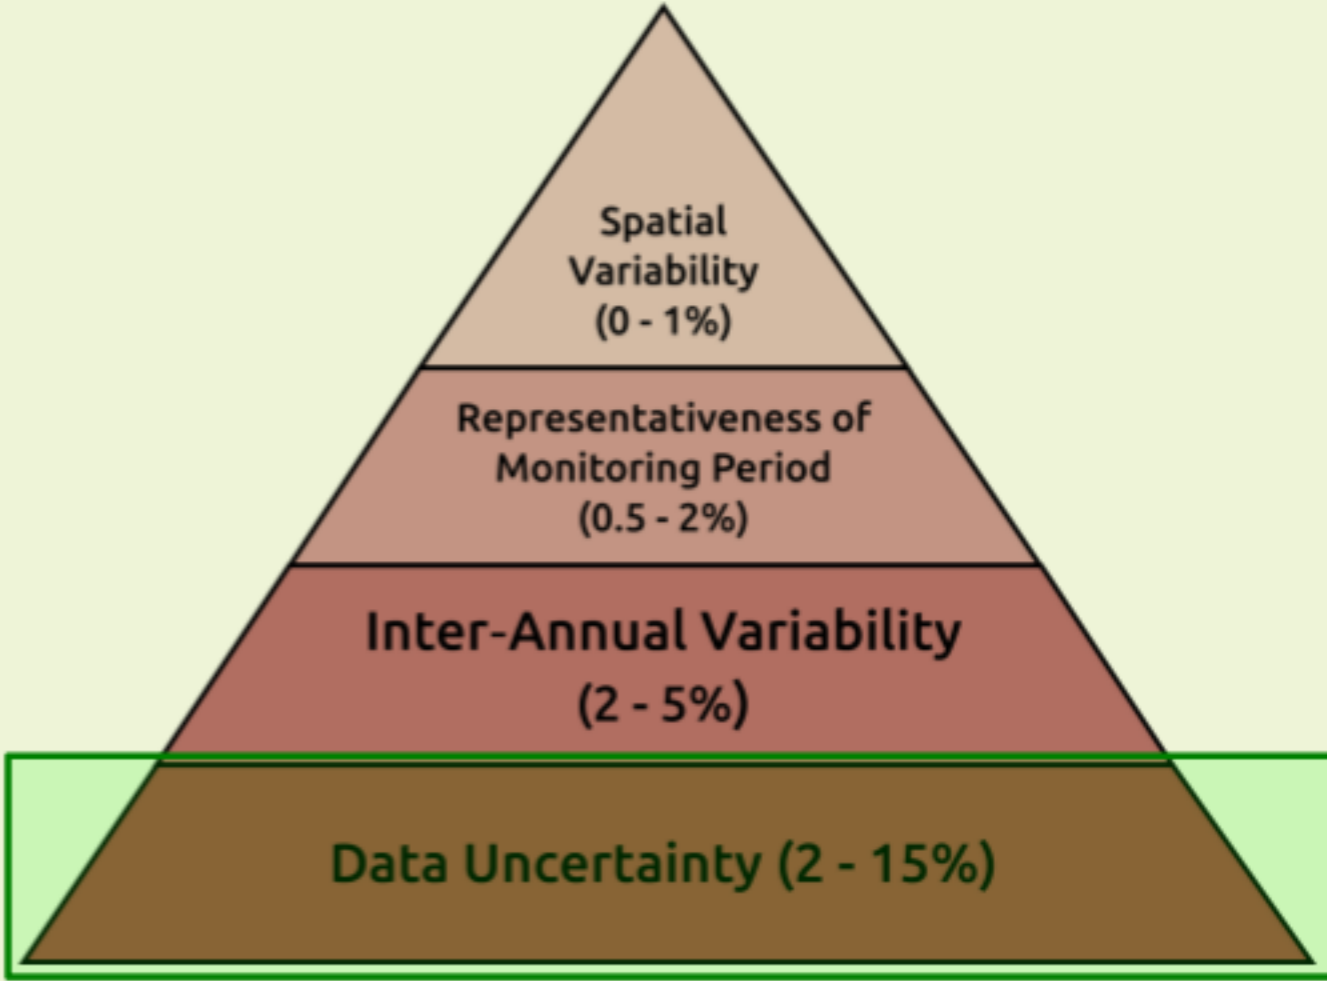 Spatial
Variability
(0 - 1%)
Representativeness of
Monitoring Period
(0.5 - 2%)
Inter-Annual Variability
(2 - 5%)
Data Uncertainty (2 - 15%)